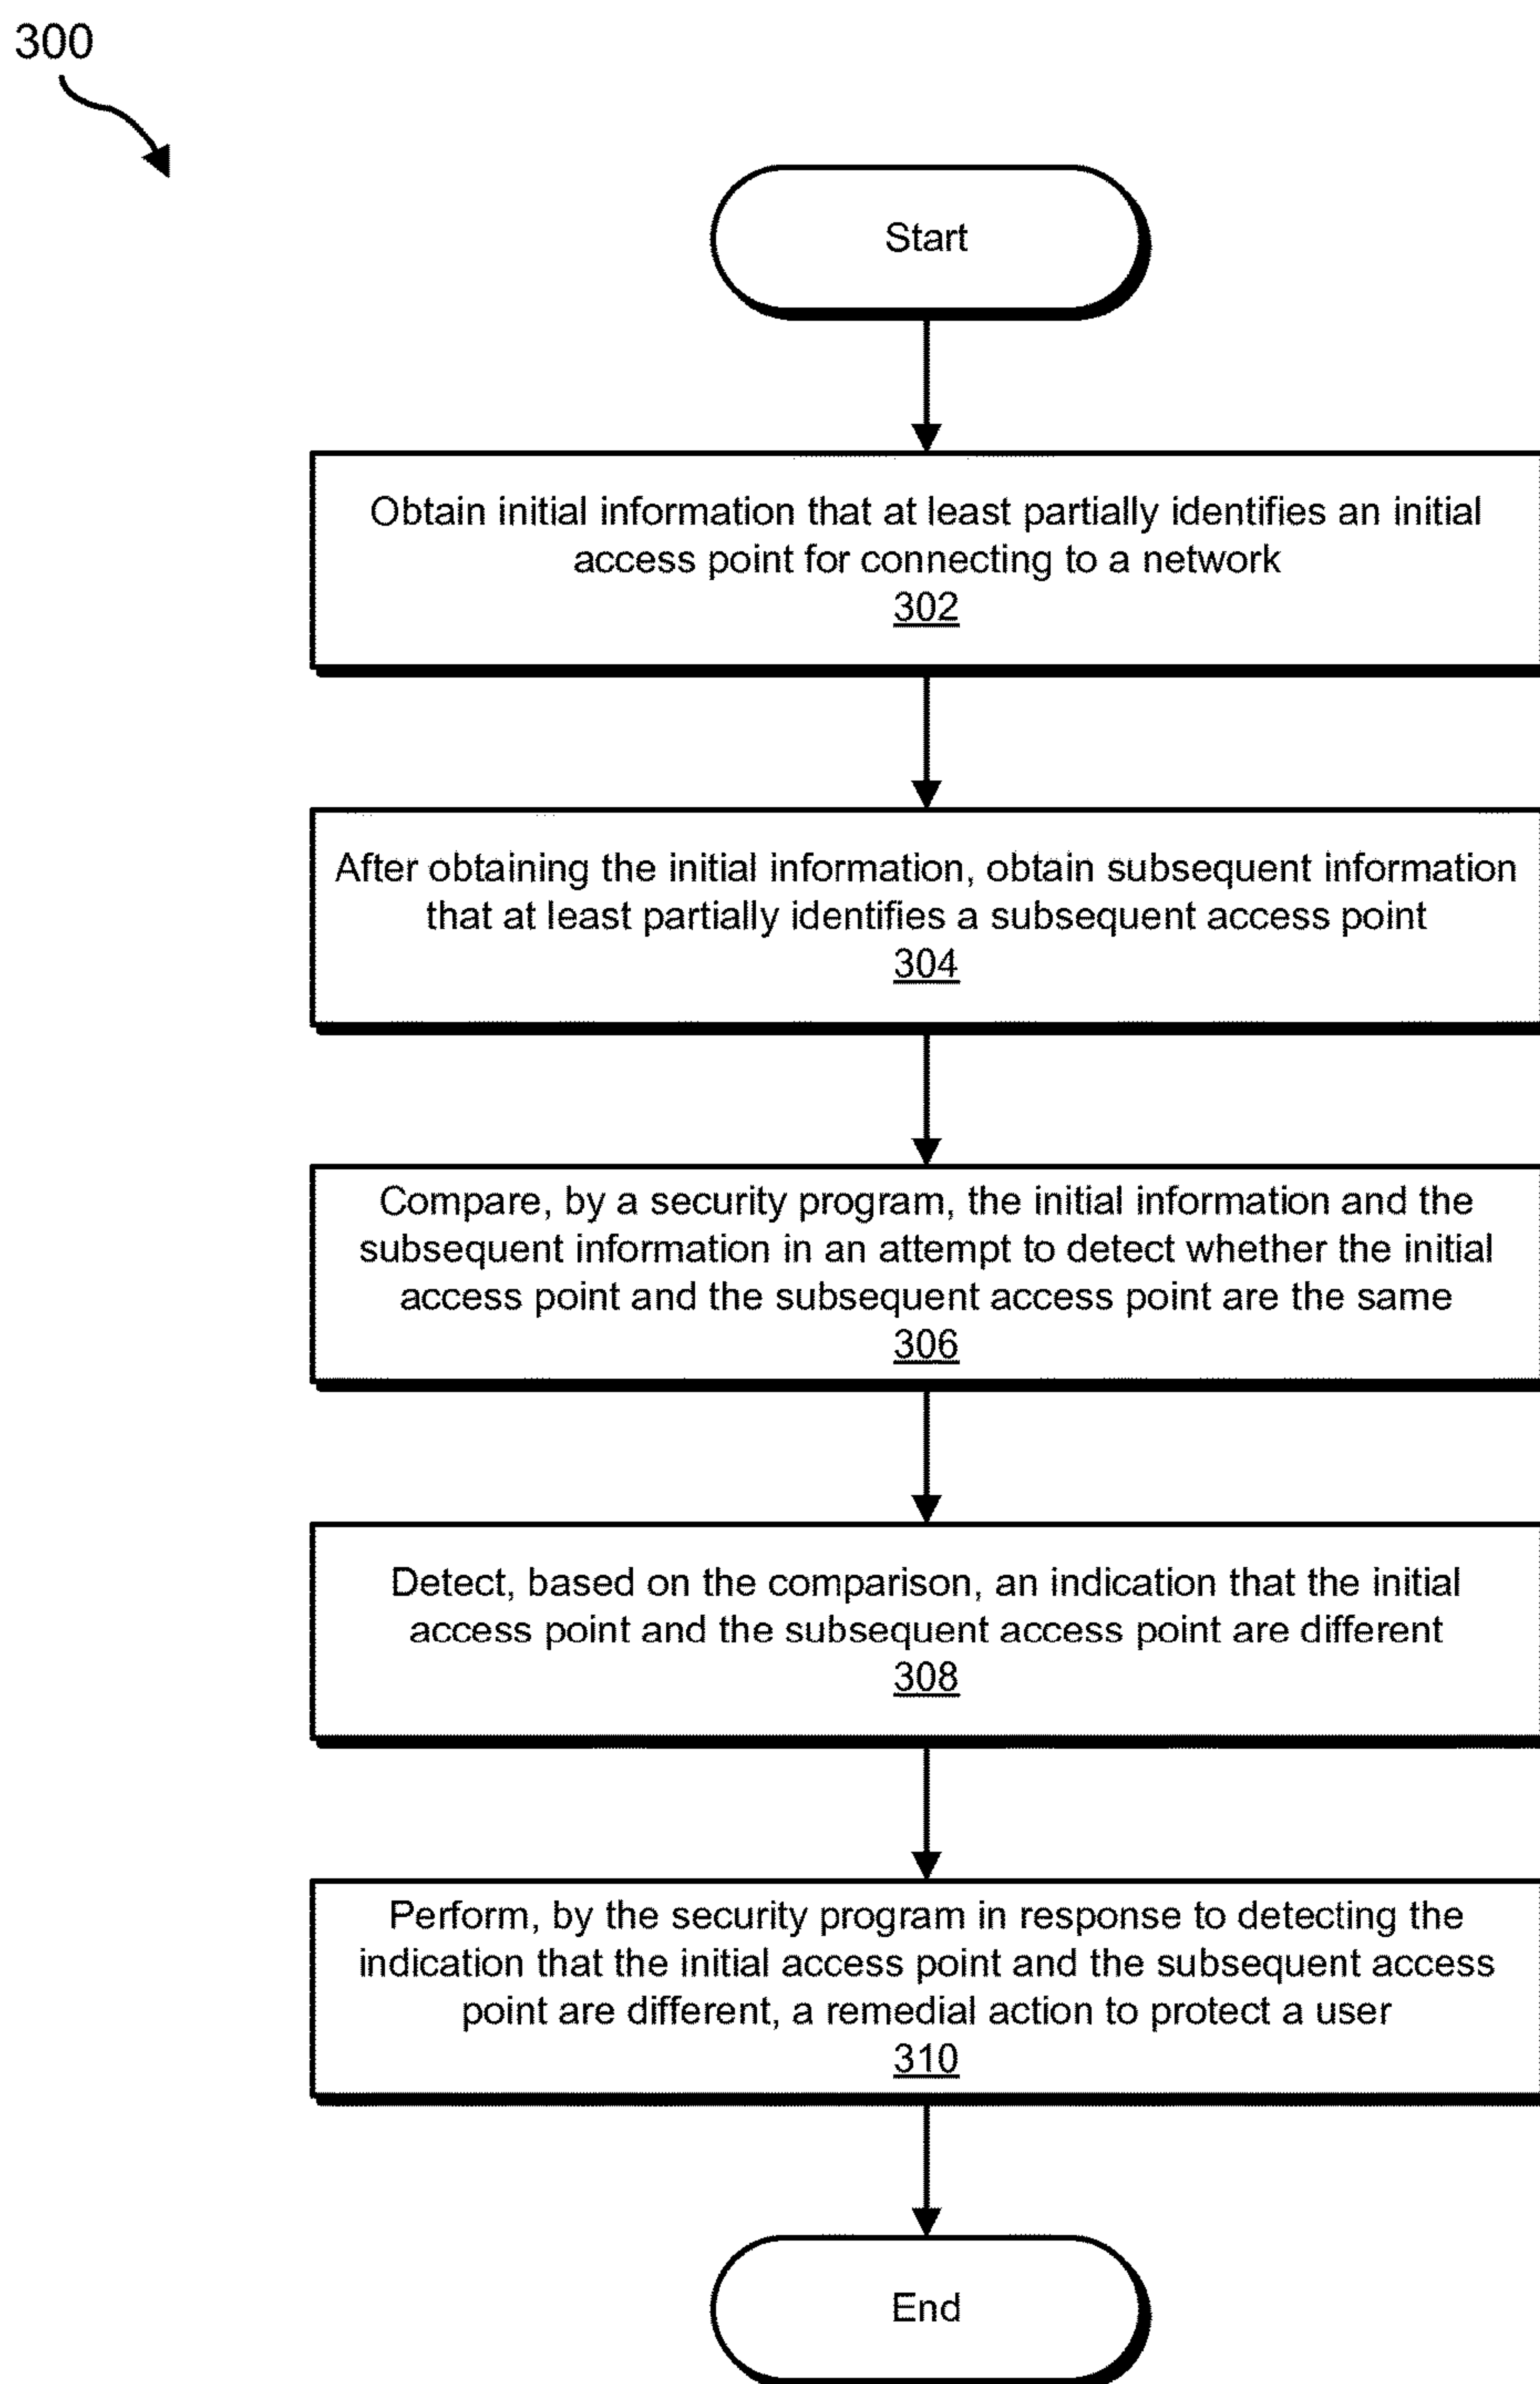 300
Start
Obtain initial information that at least partially identifies an initial
access point for connecting to a network
302
After obtaining the initial information, obtain subsequent information
that at least partially identifies a subsequent access point
304
Compare, by a security program, the initial information and the
subsequent information in an attempt to detect whether the initial
access point and the subsequent access point are the same
306
Detect, based on the comparison, an indication that the initial
access point and the subsequent access point are different
308
Perform, by the security program in response to detecting the
indication that the initial access point and the subsequent access
point are different, a remedial action to protect a user
310
End